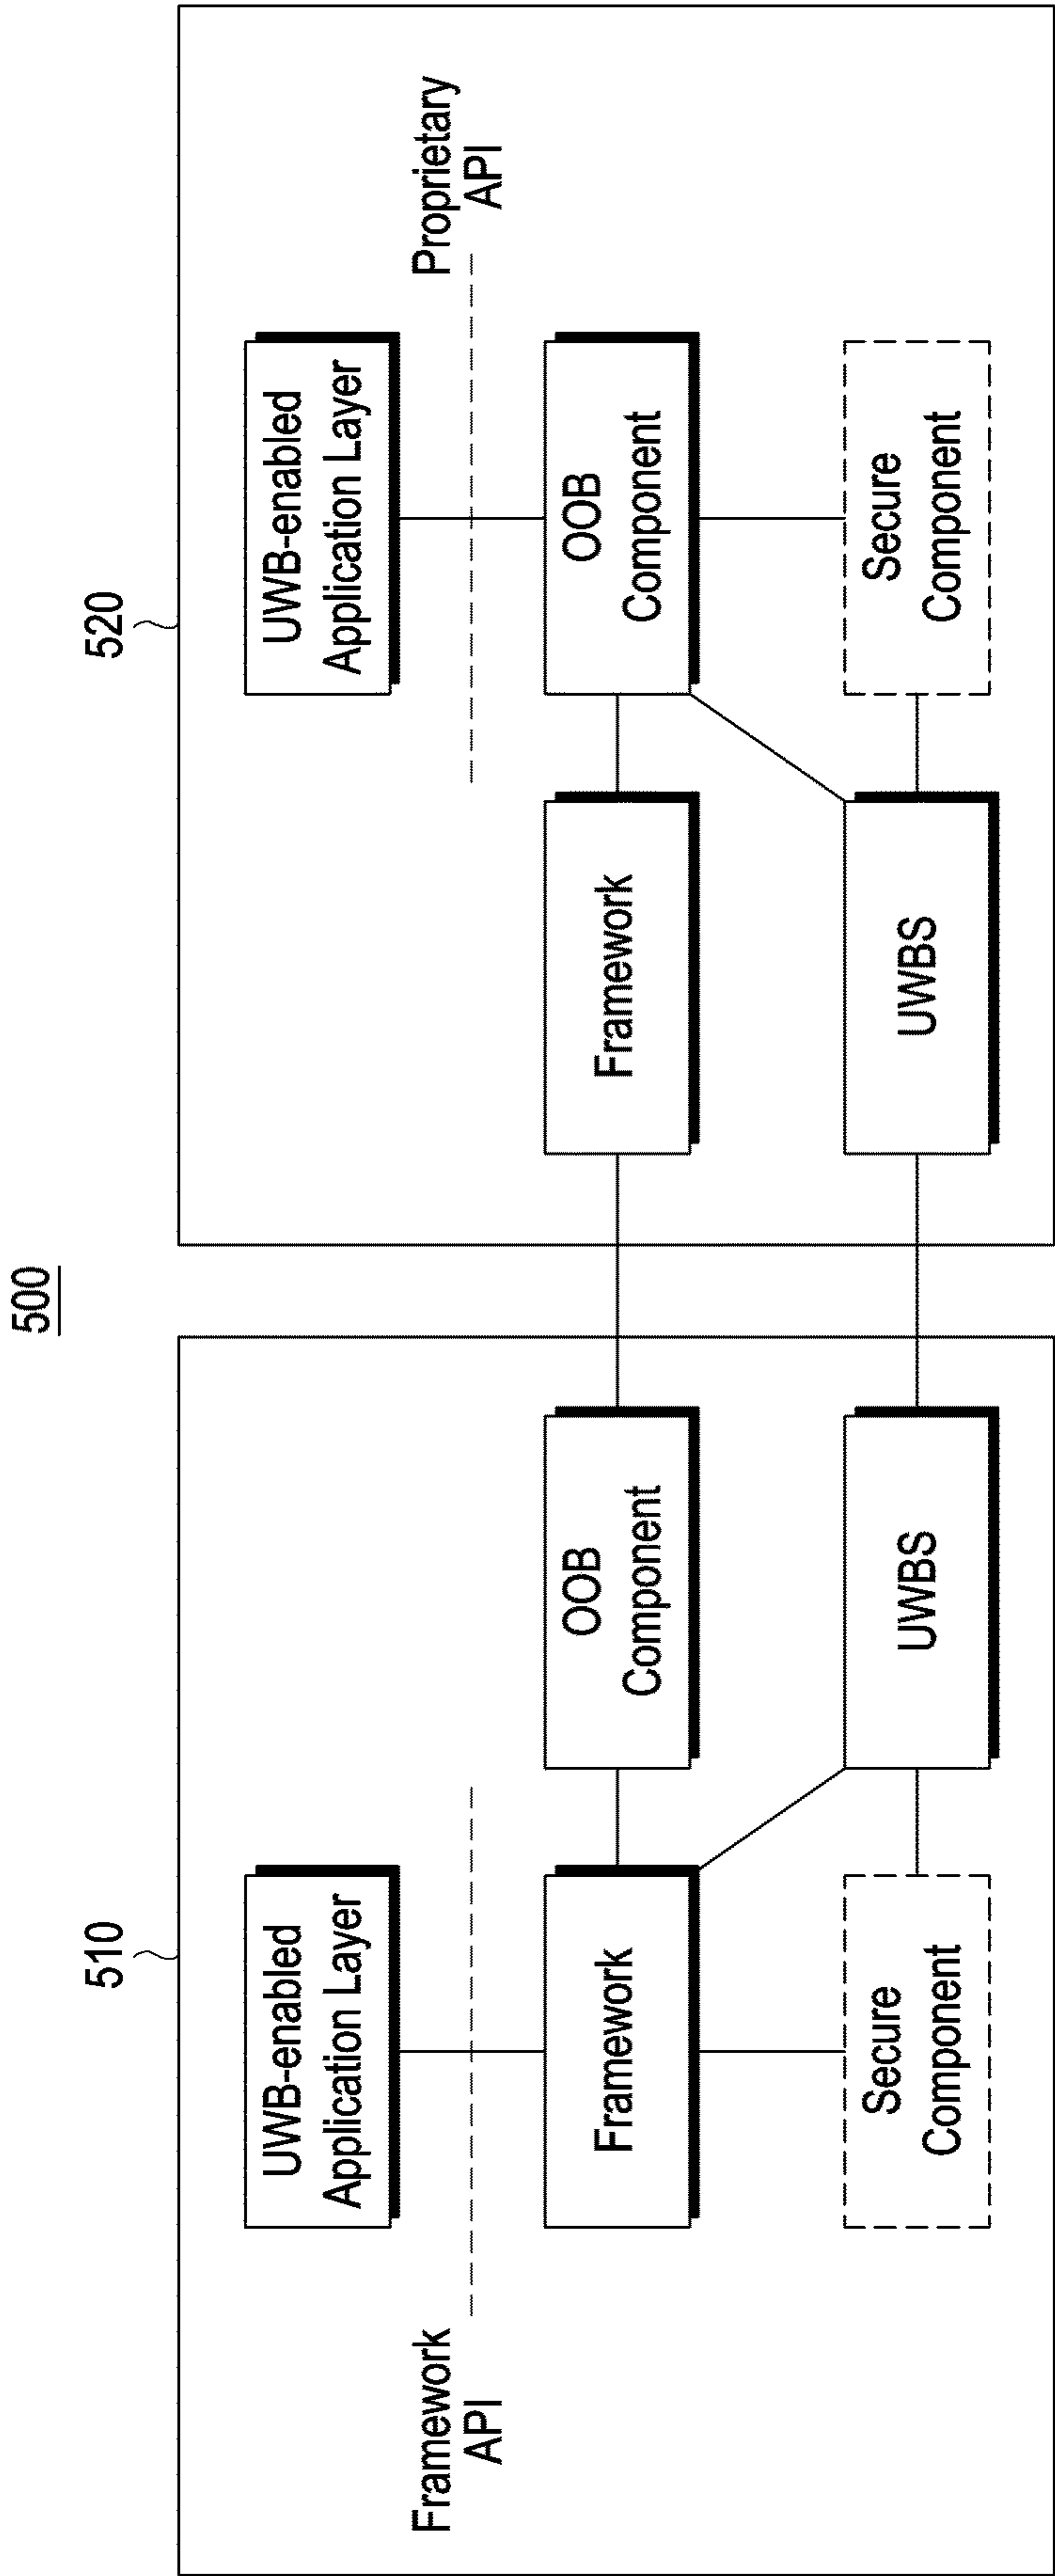 500
510
520
UWB-enabled
Application Layer
Framework
API
Framework
OOB
Component
Secure
Component
UWBS
UWB-enabled
Application Layer
Proprietary
API
Framework
OOB
Component
UWBS
Secure
Component